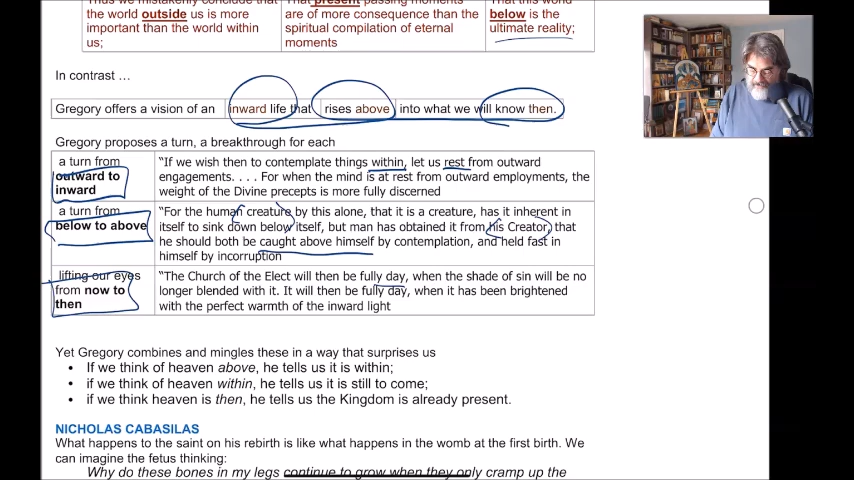 Thus we mistakenly conclude that
the world outside us is more
important than the world within
us;
That present passing moments
are of more consequence than the
spiritual compilation of eternal
moments
That this world
below is the
ultimate reality;
In contrast …
Gregory offers a vision of an inward life that rises above into what we will know then.
Gregory proposes a turn, a breakthrough for each
a turn from
outward to
inward
"If we wish then to contemplate things within, let us rest from outward
engagements. . . . For when the mind is at rest from outward employments, the
weight of the Divine precepts is more fully discerned
a turn from
below to above
"For the human creature by this alone, that it is a creature, has it inherent in
itself to sink down below itself, but man has obtained it from his Creator, that
he should both be caught above himself by contemplation, and held fast in
himself by incorruption
lifting our eyes
from now to
then
"The Church of the Elect will then be fully day, when the shade of sin will be no
longer blended with it. It will then be fully day, when it has been brightened
with the perfect warmth of the inward light
Yet Gregory combines and mingles these in a way that surprises us
• If we think of heaven above, he tells us it is within;
• if we think of heaven within, he tells us it is still to come;
• if we think heaven is then, he tells us the Kingdom is already present.
NICHOLAS CABASILAS
What happens to the saint on his rebirth is like what happens in the womb at the first birth. We
can imagine the fetus thinking:
Why do these bones in my legs continue to grow when they only cramp up the